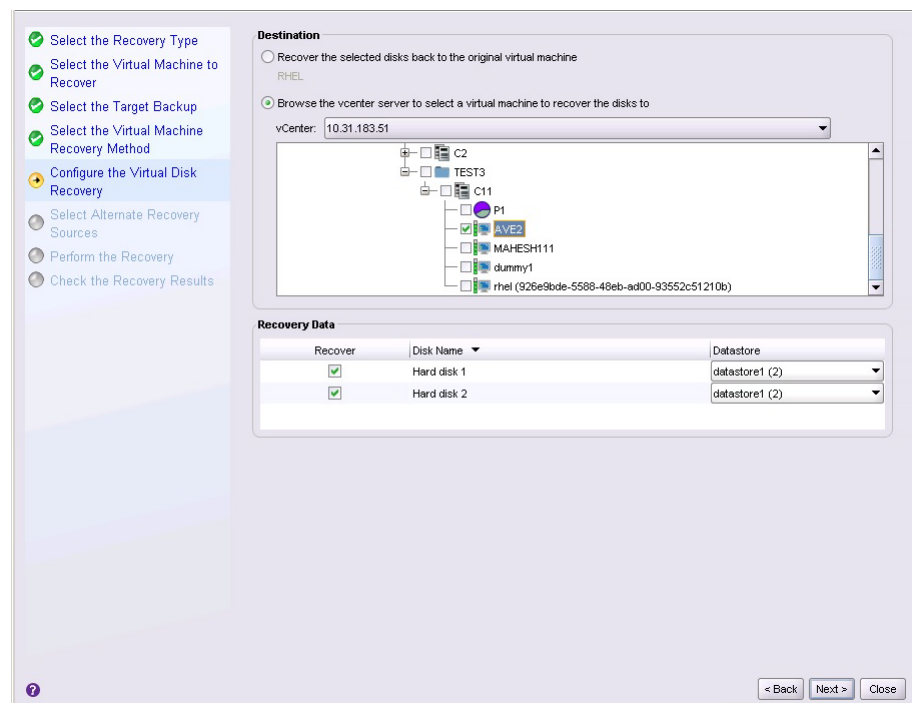 Select the Recovery Type
Select the Virtual Machine to
Recover
Select the Target Backup
Select the Virtual Machine
Recovery Method
Configure the Virtual Disk
Recovery
Select Alternate Recovery
Sources
Perform the Recovery
Check the Recovery Results
Destination
Recover the selected disks back to the original virtual machine
RHEL
Browse the vcenter server to select a virtual machine to recover the disks to
vCenter: 10.31.183.51
C2
TEST3
C11
P1
AVE2
MAHESH111
dummy1
rhel (926e9bde-5588-48eb-ad00-93552c51210b)
Recovery Data
Recover Disk Name Datastore
Hard disk 1 datastore1 (2)
Hard disk 2 datastore1 (2)
?
< Back Next > Close